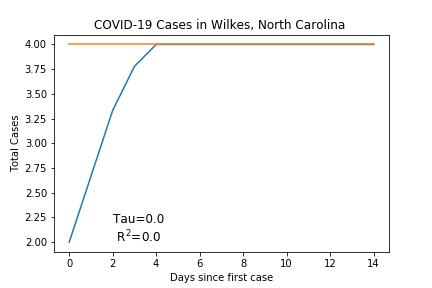 COVID-19 Cases in Wilkes, North Carolina
Total Cases
4.00
3.75
3.50
3.25
3.00
2.75
2.50
2.25
2.00
Tau=0.0
R²=0.0
0 2 4 6 8 10 12 14
Days since first case